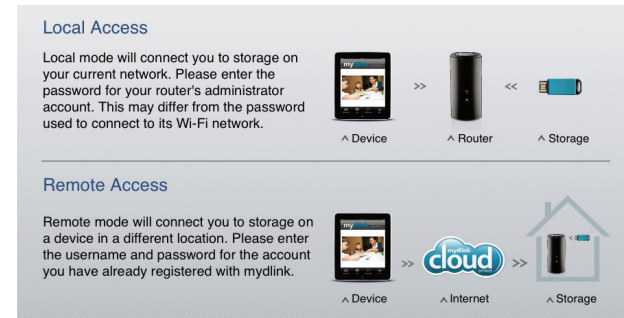 Local Access
Local mode will connect you to storage on
your current network. Please enter the
password for your router's administrator
account. This may differ from the password
used to connect to its Wi-Fi network.
my
>>
<<
^ Device
^ Router
^ Storage
Remote Access
Remote mode will connect you to storage on
a device in a different location. Please enter
the username and password for the account
you have already registered with mydlink.
my
>>
mydlink
cloud
>>
<
^ Device
^ Internet
^ Storage